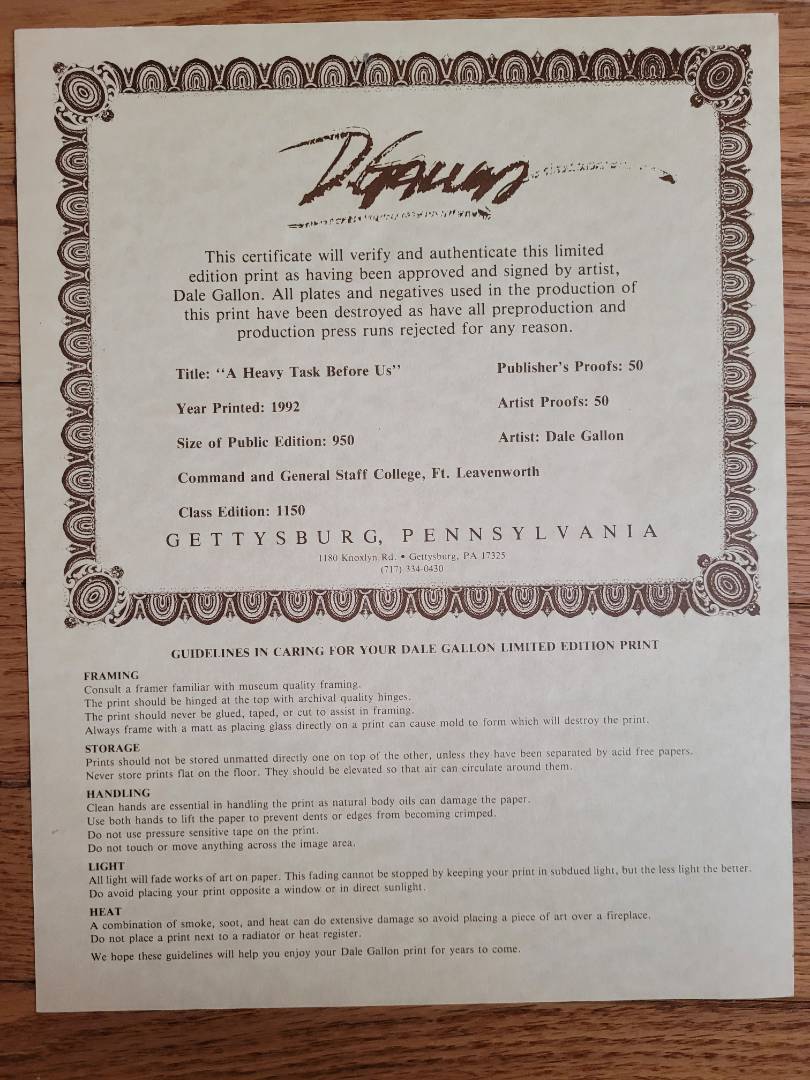 D Gallon
This certificate will verify and authenticate this limited
edition print as having been approved and signed by artist,
Dale Gallon. All plates and negatives used in the production of
this print have been destroyed as have all preproduction and
production press runs rejected for any reason.
Title: ‘‘A Heavy Task Before Us’’ Publisher's Proofs: 50
Year Printed: 1992 Artist Proofs: 50
Size of Public Edition: 950 Artist: Dale Gallon
Command and General Staff College, Ft. Leavenworth
Class Edition: 1150
GETTYSBURG, PENNSYLVANIA
1180 Knoxlyn Rd. • Gettysburg, PA 17325
(717) 334-0430
GUIDELINES IN CARING FOR YOUR DALE GALLON LIMITED EDITION PRINT
FRAMING
Consult a framer familiar with museum quality framing.
The print should be hinged at the top with archival quality hinges.
The print should never be glued, taped, or cut to assist in framing.
Always frame with a matt as placing glass directly on a print can cause mold to form which will destroy the print.
STORAGE
Prints should not be stored unmatted directly one on top of the other, unless they have been separated by acid free papers.
Never store prints flat on the floor. They should be elevated so that air can circulate around them.
HANDLING
Clean hands are essential in handling the print as natural body oils can damage the paper.
Use both hands to lift the paper to prevent dents or edges from becoming crimped.
Do not use pressure sensitive tape on the print.
Do not touch or move anything across the image area.
LIGHT
All light will fade works of art on paper. This fading cannot be stopped by keeping your print in subdued light, but the less light the better.
Do avoid placing your print opposite a window or in direct sunlight.
HEAT
A combination of smoke, soot, and heat can do extensive damage so avoid placing a piece of art over a fireplace.
Do not place a print next to a radiator or heat register.
We hope these guidelines will help you enjoy your Dale Gallon print for years to come.